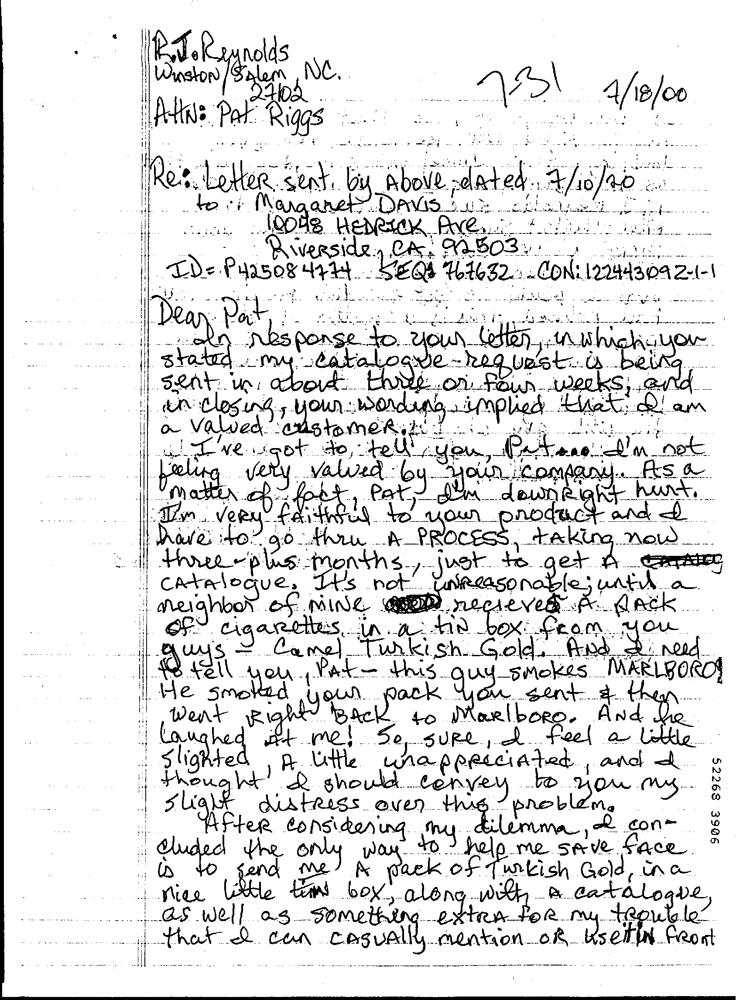 R.J. Reynolds
Winston/Salem, NC.
27102
7-31
7/18/00
Attn: Pat Riggs
Re: Letter sent by Above, dated 7/10/20
to: Margaret DAVIS
10048 HEDRICK Ave.
Riverside, CA. 92503
ID= P425084774 SEQ# 767632 CON: 122443092-1-1
Dear Pat,
In response to your letter, in which you
stated my catalogue request is being
sent in about three or four weeks, and
in closing, your wording implied that I am
a valued customer.
I've got to tell you, Pat... I'm not
feeling very valued by your company. As a
matter of fact, Pat, I'm downright hurt.
I'm very faithful to your product and I
have to go thru A PROCESS, taking now
three-plus months, just to get A
CATALOGUE. It's not unreasonable; until a
neighbor of mine recieves A PACK
of cigarettes in a tin box from you
guys - Camel Turkish Gold. And I need
to tell you, PAT - this guy smokes MARLBOROS!
He smoked your pack you sent & then
went Right BACK to Marlboro. And he
laughed At me! So, sure, I feel a little
slighted, A little unappreciated, and I
thought I should convey to you my
slight distress over this problem.
After considering my dilemma, I con-
cluded the only way to help me save face
is to send me A pack of Turkish Gold, in a
nice little tin box, along with A catalogue,
as well as something extra for my trouble
that I can CASUALLY mention OR use it IN front
52268 3906